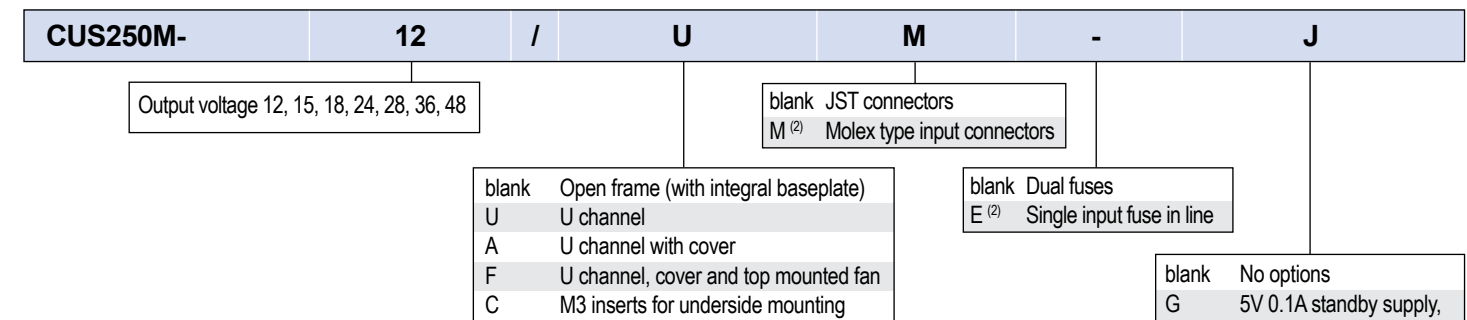 CUS250M- 12 / U M - J
Output voltage 12, 15, 18, 24, 28, 36, 48
blank JST connectors
M (2) Molex type input connectors
blank Open frame (with integral baseplate)
U U channel
A U channel with cover
F U channel, cover and top mounted fan
C M3 inserts for underside mounting
blank Dual fuses
E (2) Single input fuse in line
blank No options
G 5V 0.1A standby supply,